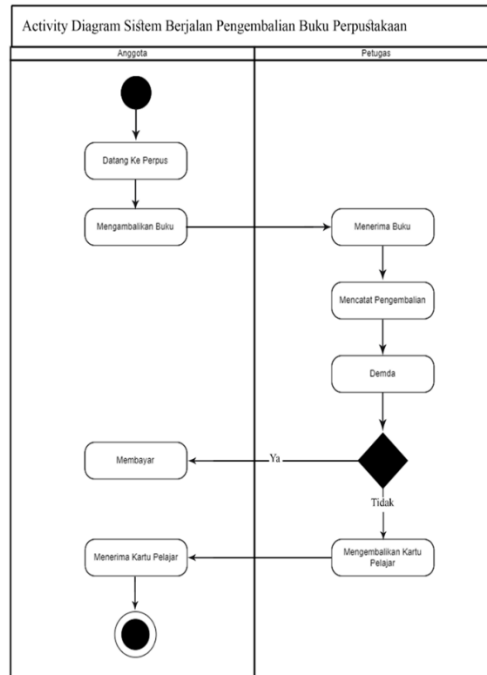 Activity Diagram Sistem Berjalan Pengembalian Buku Perpustakaan
Anggota
Petugas
Datang Ke Perpus
Mengambalikan Buku
Menerima Buku
Mencatat Pengembalian
Demda
Ya
Membayar
Tidak
Mengembalikan Kartu
Pelajar
Menerima Kartu Pelajar